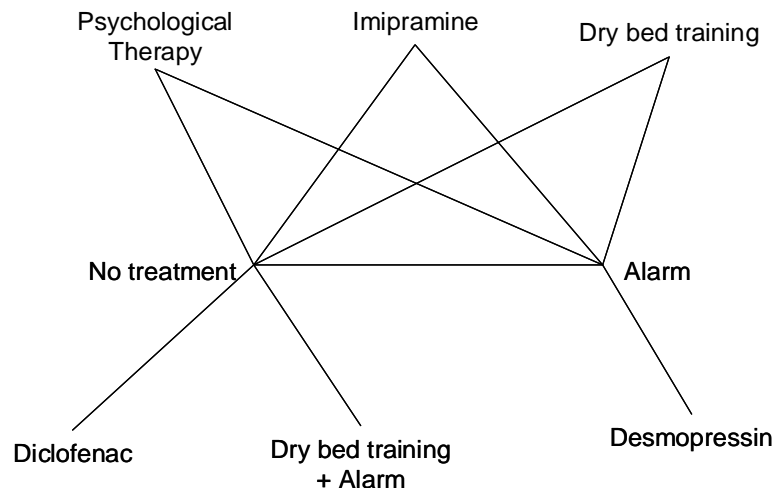 Psychological
Therapy
Imipramine
Dry bed training
No treatment
Alarm
Diclofenac
Dry bed training
+ Alarm
Desmopressin